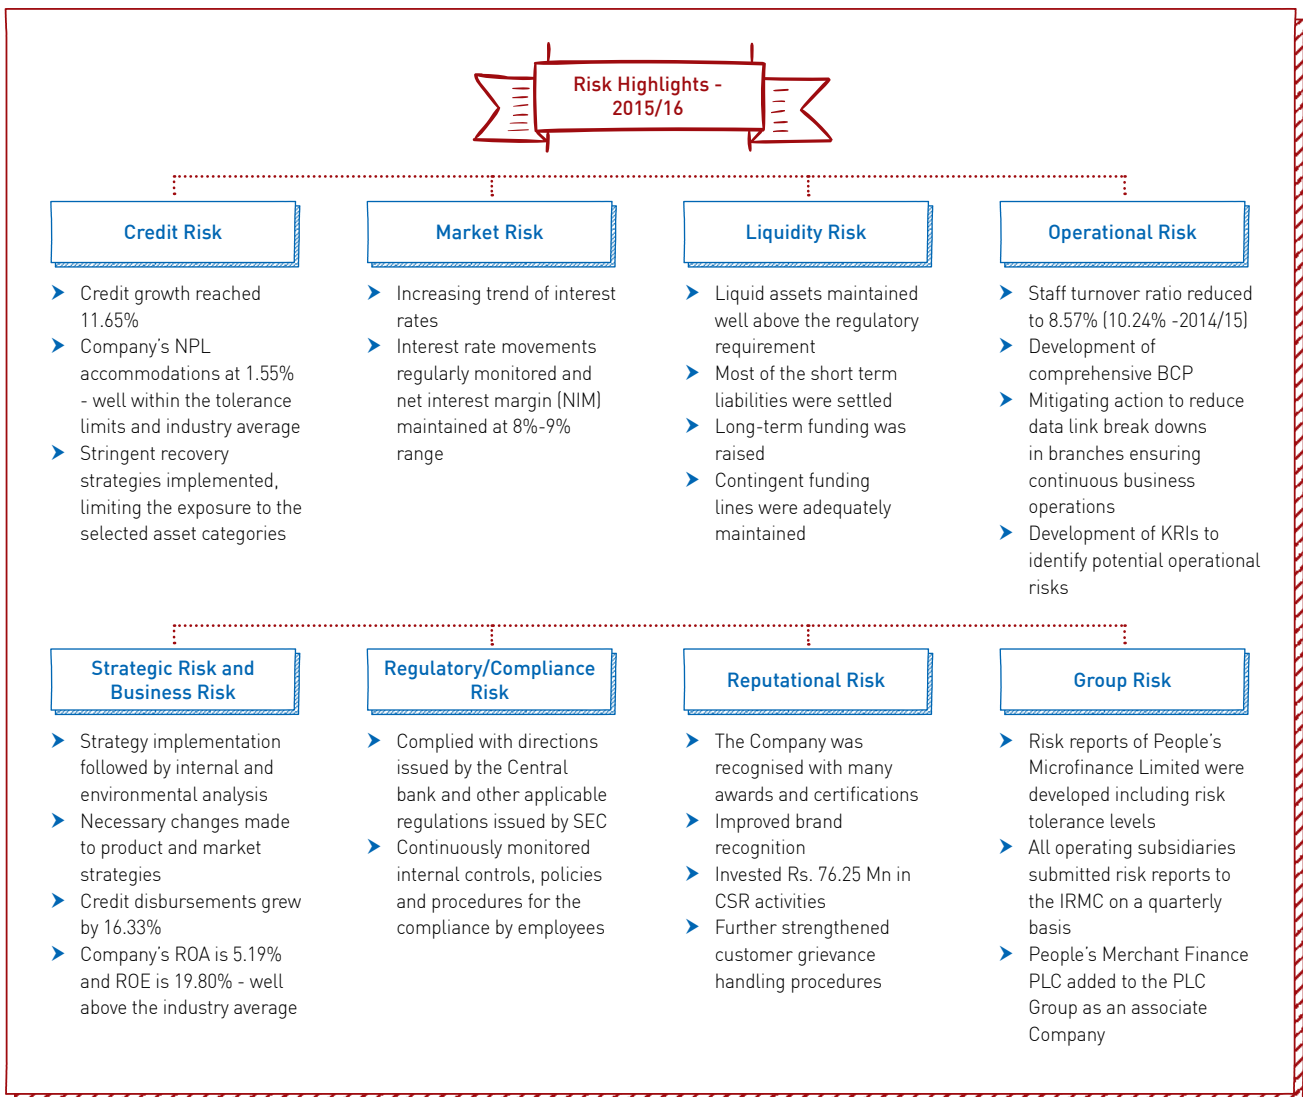 Risk Highlights -
2015/16
Credit Risk
Credit growth reached
11.65%
Company's NPL
accommodations at 1.55%
- well within the tolerance
limits and industry average
Stringent recovery
strategies implemented,
limiting the exposure to the
selected asset categories
Market Risk
Increasing trend of interest
rates
Interest rate movements
regularly monitored and
net interest margin (NIM)
maintained at 8%-9%
range
Liquidity Risk
Liquid assets maintained
well above the regulatory
requirement
Most of the short term
liabilities were settled
Long-term funding was
raised
Contingent funding
lines were adequately
maintained
Operational Risk
Staff turnover ratio reduced
to 8.57% (10.24% -2014/15)
Development of
comprehensive BCP
Mitigating action to reduce
data link break downs
in branches ensuring
continuous business
operations
Development of KRIs to
identify potential operational
risks
Strategic Risk and
Business Risk
Strategy implementation
followed by internal and
environmental analysis
Necessary changes made
to product and market
strategies
Credit disbursements grew
by 16.33%
Company's ROA is 5.19%
and ROE is 19.80% - well
above the industry average
Regulatory/Compliance
Risk
Complied with directions
issued by the Central
bank and other applicable
regulations issued by SEC
Continuously monitored
internal controls, policies
and procedures for the
compliance by employees
Reputational Risk
The Company was
recognised with many
awards and certifications
Improved brand
recognition
Invested Rs. 76.25 Mn in
CSR activities
Further strengthened
customer grievance
handling procedures
Group Risk
Risk reports of People's
Microfinance Limited were
developed including risk
tolerance levels
All operating subsidiaries
submitted risk reports to
the IRMC on a quarterly
basis
People's Merchant Finance
PLC added to the PLC
Group as an associate
Company